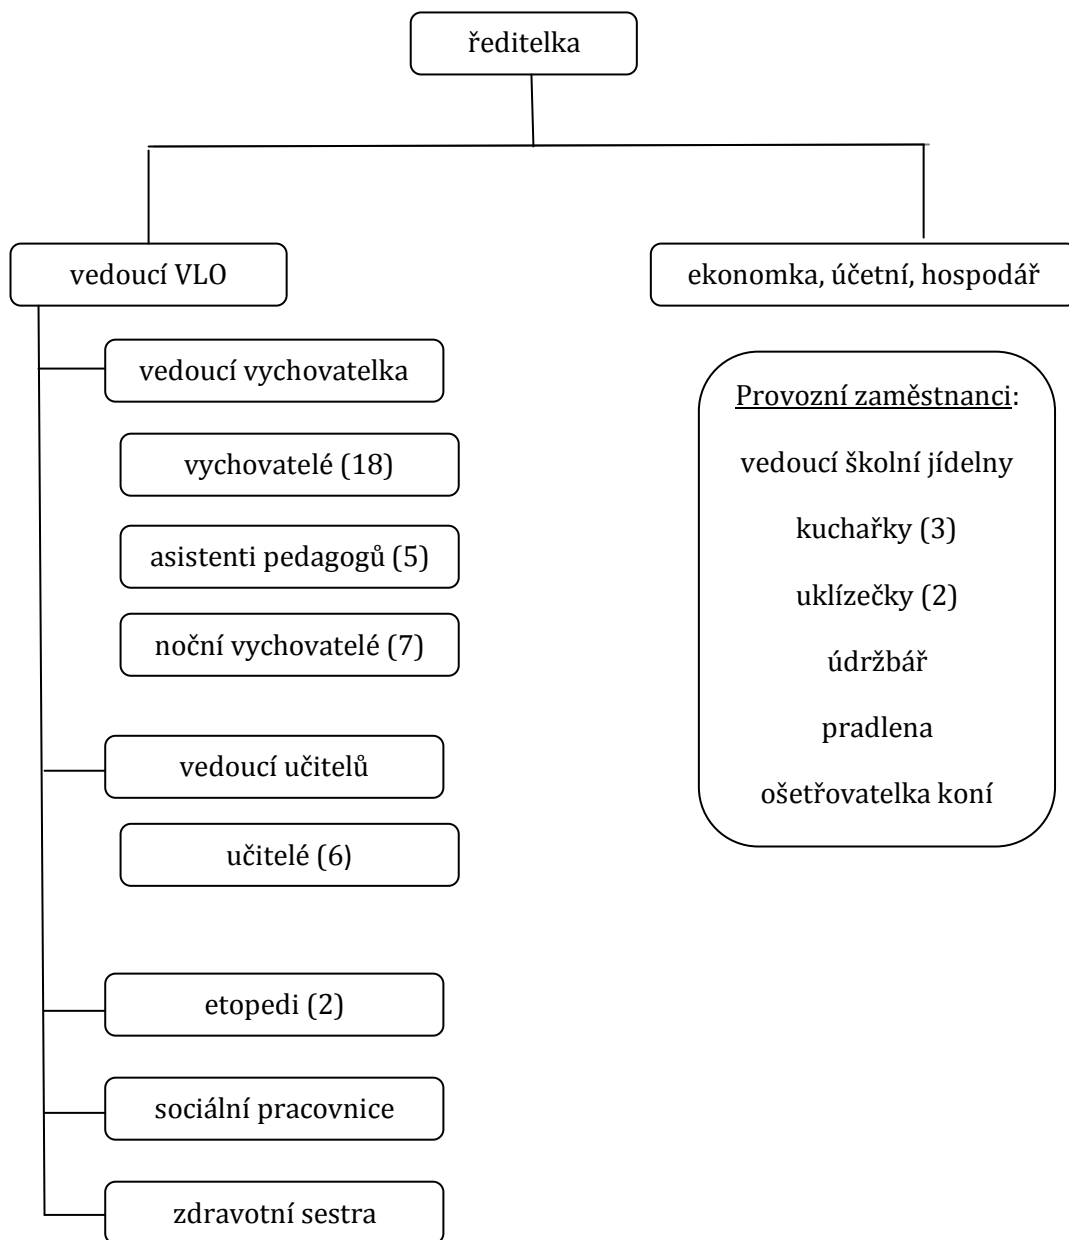 ředitelka
vedoucí VLO
ekonomka, účetní, hospodář
vedoucí vychovatelka
vychovatelé (18)
asistenti pedagogů (5)
noční vychovatelé (7)
vedoucí učitelů
učitelé (6)
etopedi (2)
sociální pracovnice
zdravotní sestra
Provozní zaměstnanci:
vedoucí školní jídelny
kuchařky (3)
uklízečky (2)
údržbář
pradlena
ošetřovatelka koní